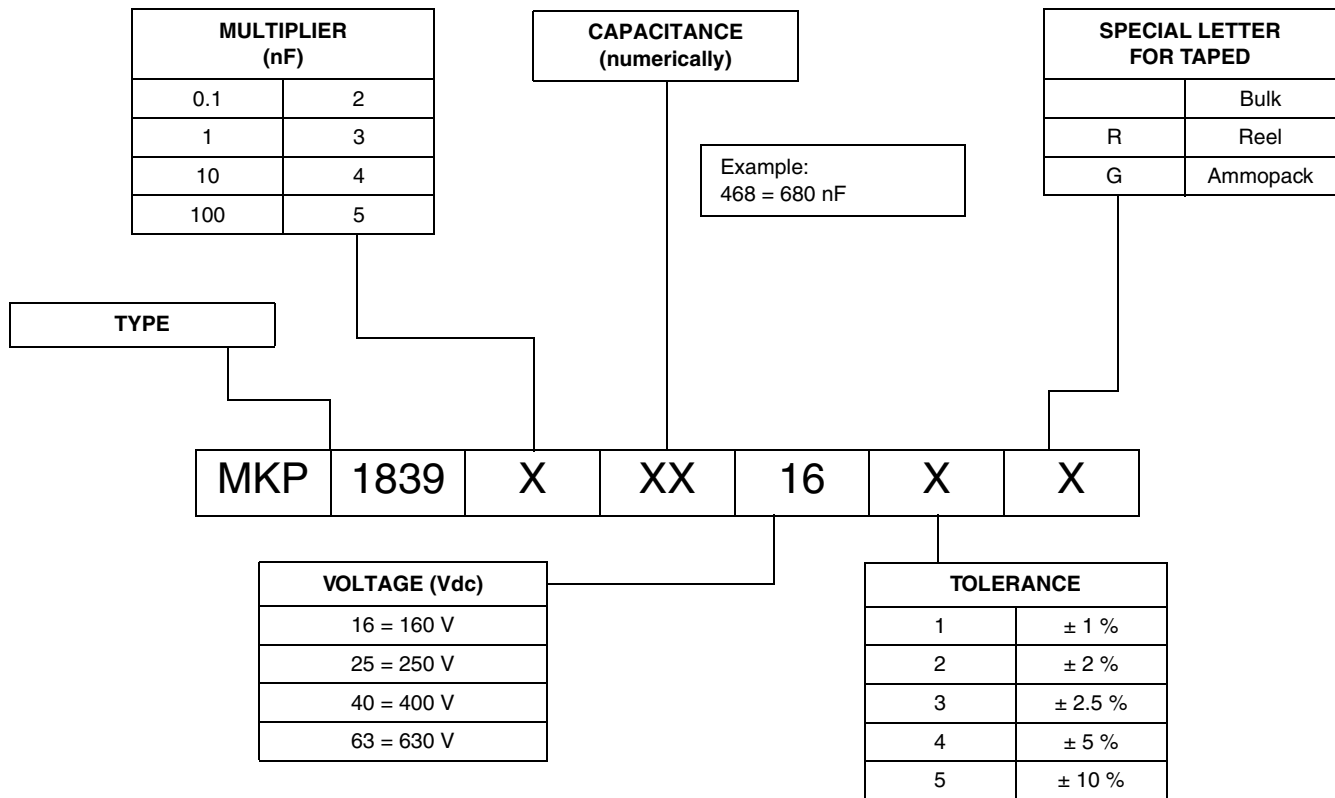 MULTIPLIER
(nF)
0.1 2
1 3
10 4
100 5
CAPACITANCE
(numerically)
SPECIAL LETTER
FOR TAPED
Bulk
R Reel
G Ammopack
Example:
468 = 680 nF
TYPE
MKP 1839 X XX 16 X X
VOLTAGE (Vdc)
16 = 160 V
25 = 250 V
40 = 400 V
63 = 630 V
TOLERANCE
1 ± 1 %
2 ± 2 %
3 ± 2.5 %
4 ± 5 %
5 ± 10 %